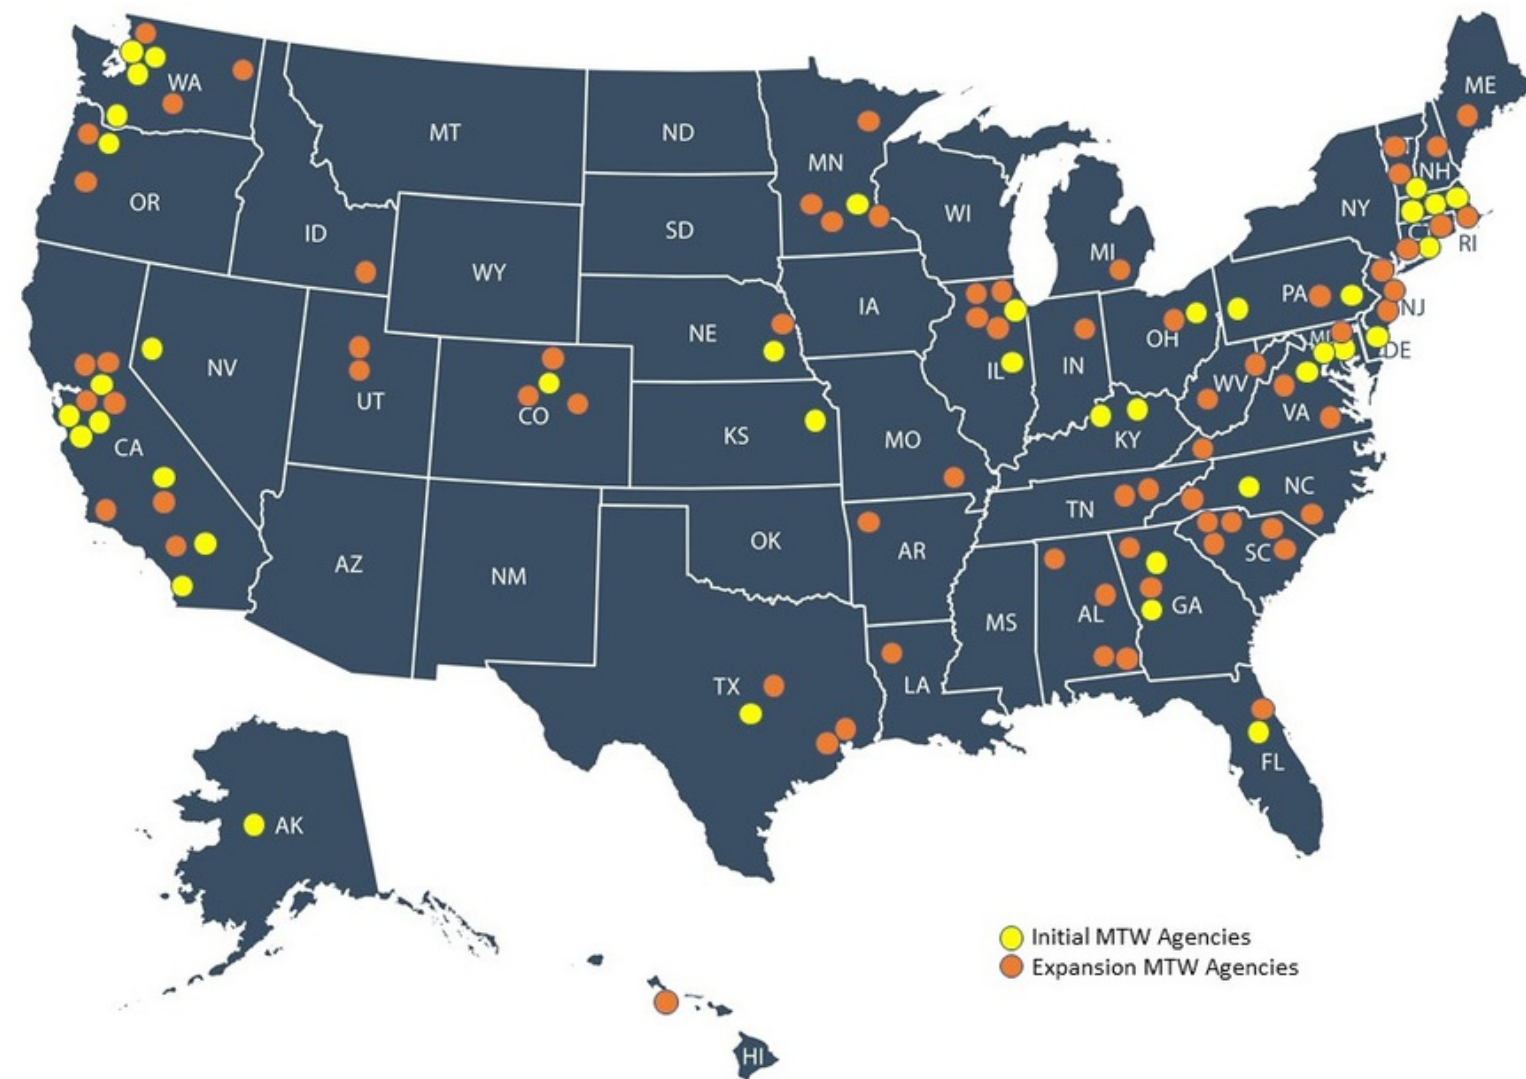 WA
ME
MT
ND
MN
NH
OR
ID
SD
WI
NY
MI
RI
WY
IA
PA
NJ
NE
OH
DE
NV
UT
CO
IL
IN
WV
VA
CA
KS
MO
KY
NC
TN
AZ
NM
OK
AR
SC
MS
AL
GA
TX
LA
FL
AK
Initial MTW Agencies
Expansion MTW Agencies
HI